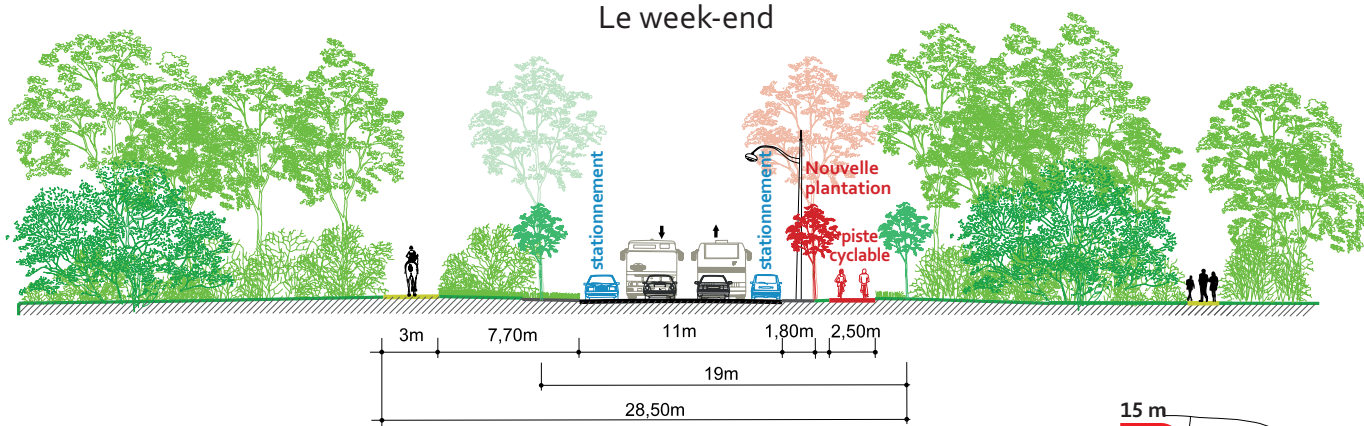 Le week-end
stationnement
stationnement
Nouvelle
plantation
piste
cyclable
3m
7,70m
11m
1,80m
2,50m
19m
28,50m
15 m